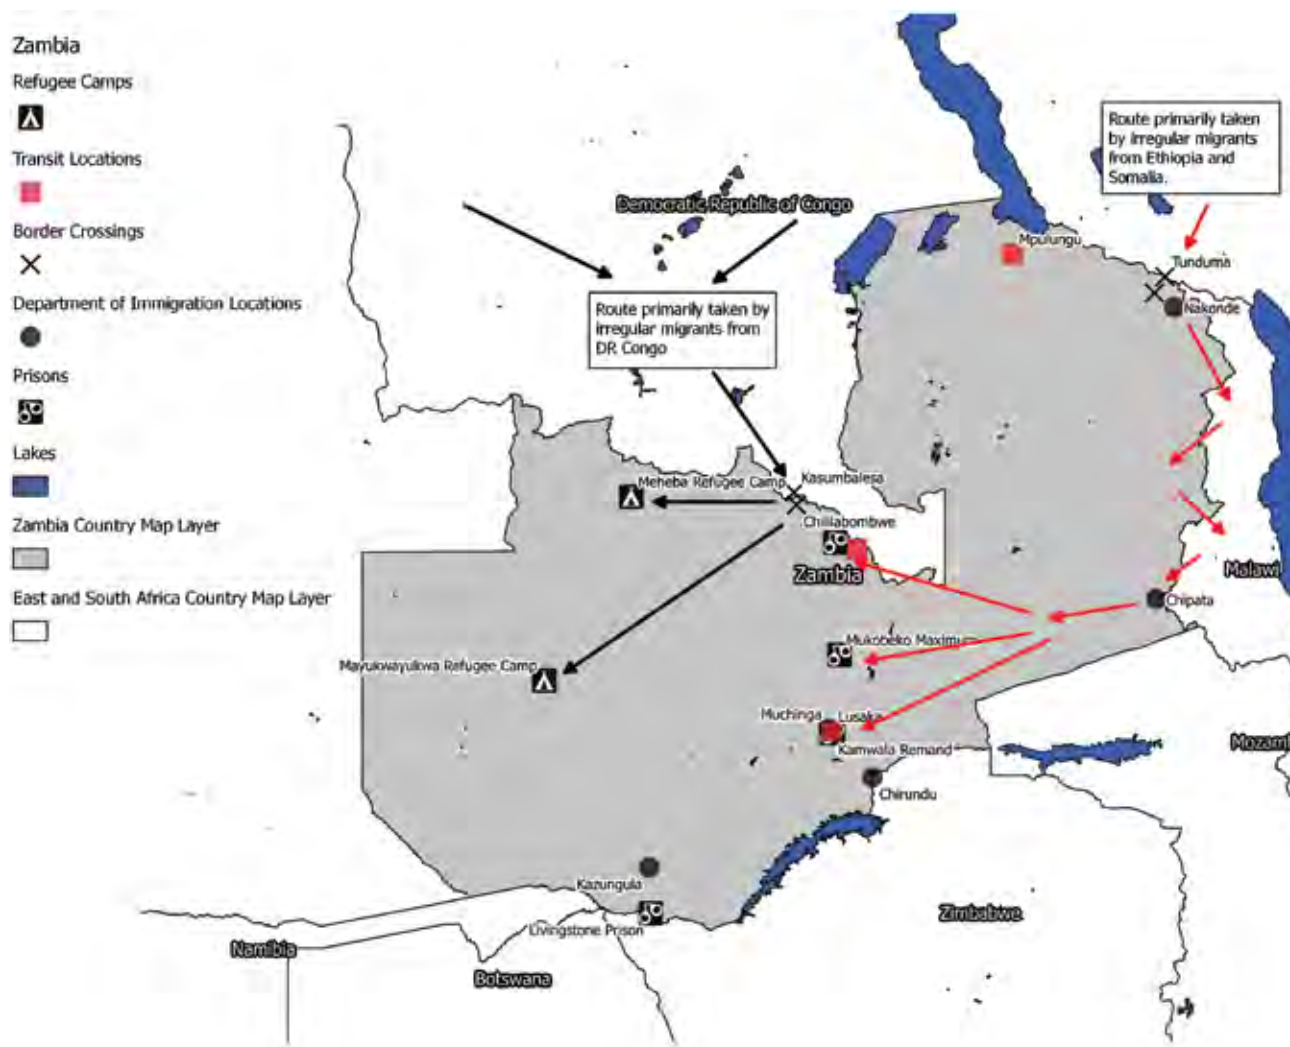 Zambia
Refugee Camps
Transit Locations
Border Crossings
Department of Immigration Locations
Prisons
Lakes
Zambia Country Map Layer
East and South Africa Country Map Layer
Route primarily taken
by irregular migrants
from Ethiopia and
Somalia.
Democratic Republic of Congo
Mpulungu
Tunduma
Nakonde
Route primarily taken by
irregular migrants from
DR Congo
Meheba Refugee Camp
Kasumbalesa
Chililabombwe
Zambia
Malawi
Chipata
Mukobeko Maximum
Mayukwayukwa Refugee Camp
Muchinga
Lusaka
Kamwala Remand
Mozamb
Chirundu
Kazungula
Livingstone Prison
Zimbabwe
Namibia
Botswana